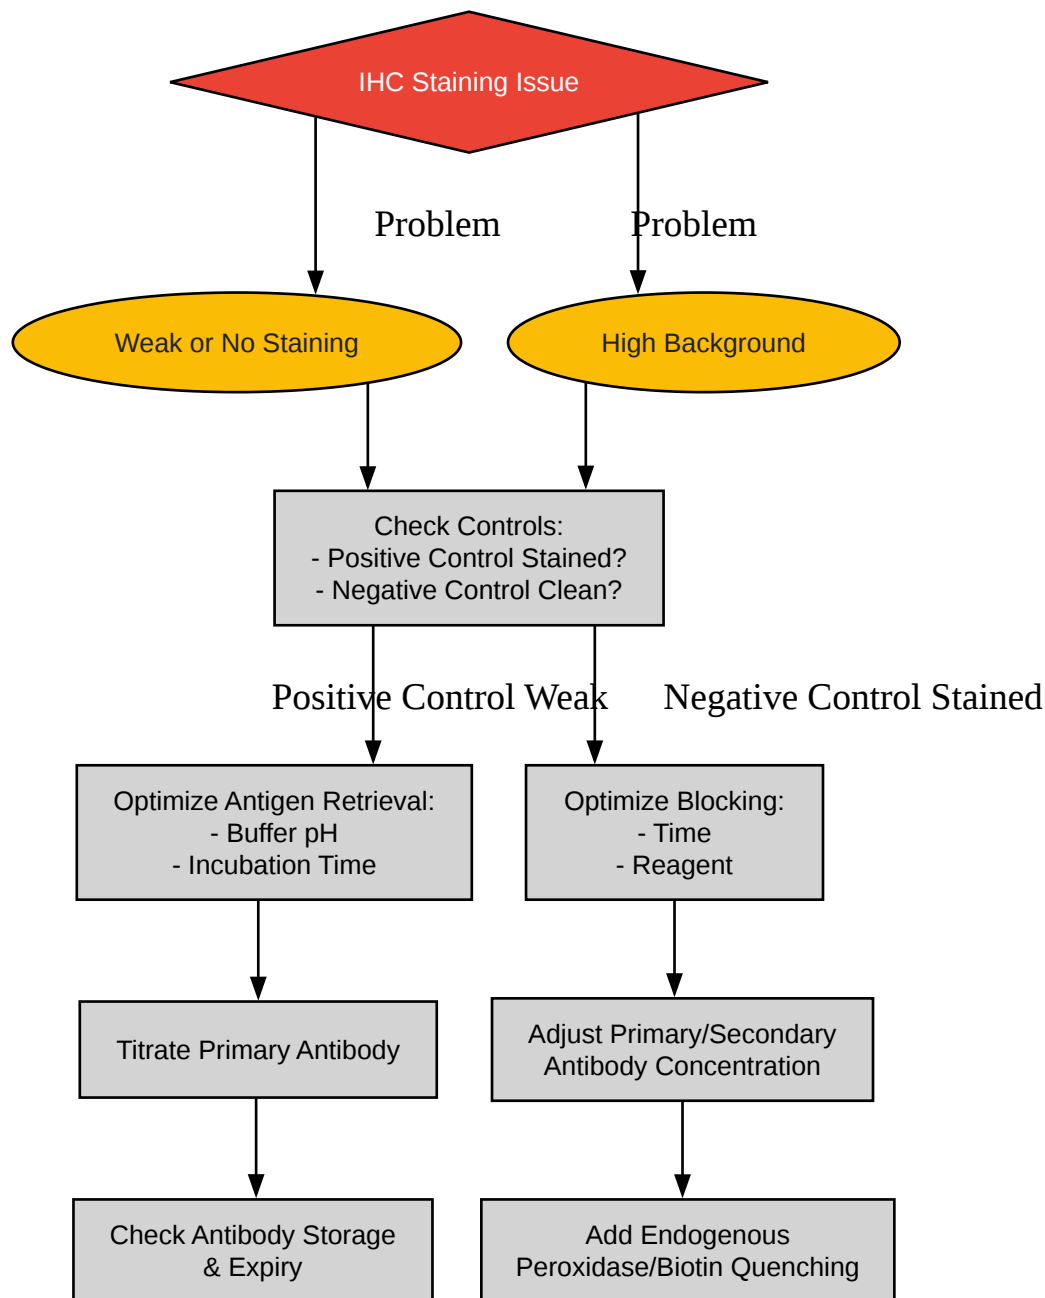 IHC Staining Issue
Problem
Problem
Weak or No Staining
High Background
Check Controls:
- Positive Control Stained?
- Negative Control Clean?
Positive Control Weak
Negative Control Stained
Optimize Antigen Retrieval:
- Buffer pH
- Incubation Time
Optimize Blocking:
- Time
- Reagent
Titrate Primary Antibody
Adjust Primary/Secondary
Antibody Concentration
Check Antibody Storage
& Expiry
Add Endogenous
Peroxidase/Biotin Quenching